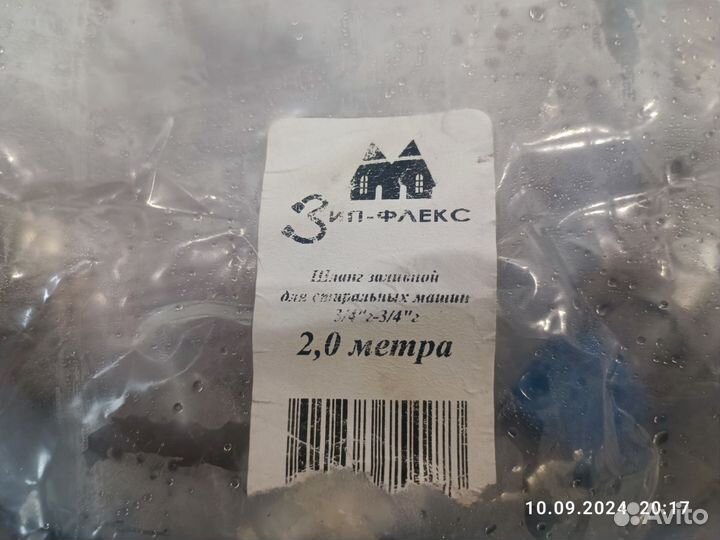 ЗИП-ФЛЕКС
Шланг заливной
для стиральных машин
3/4"г-3/4"г
2,0 метра
10.09.2024 20:17
Avito